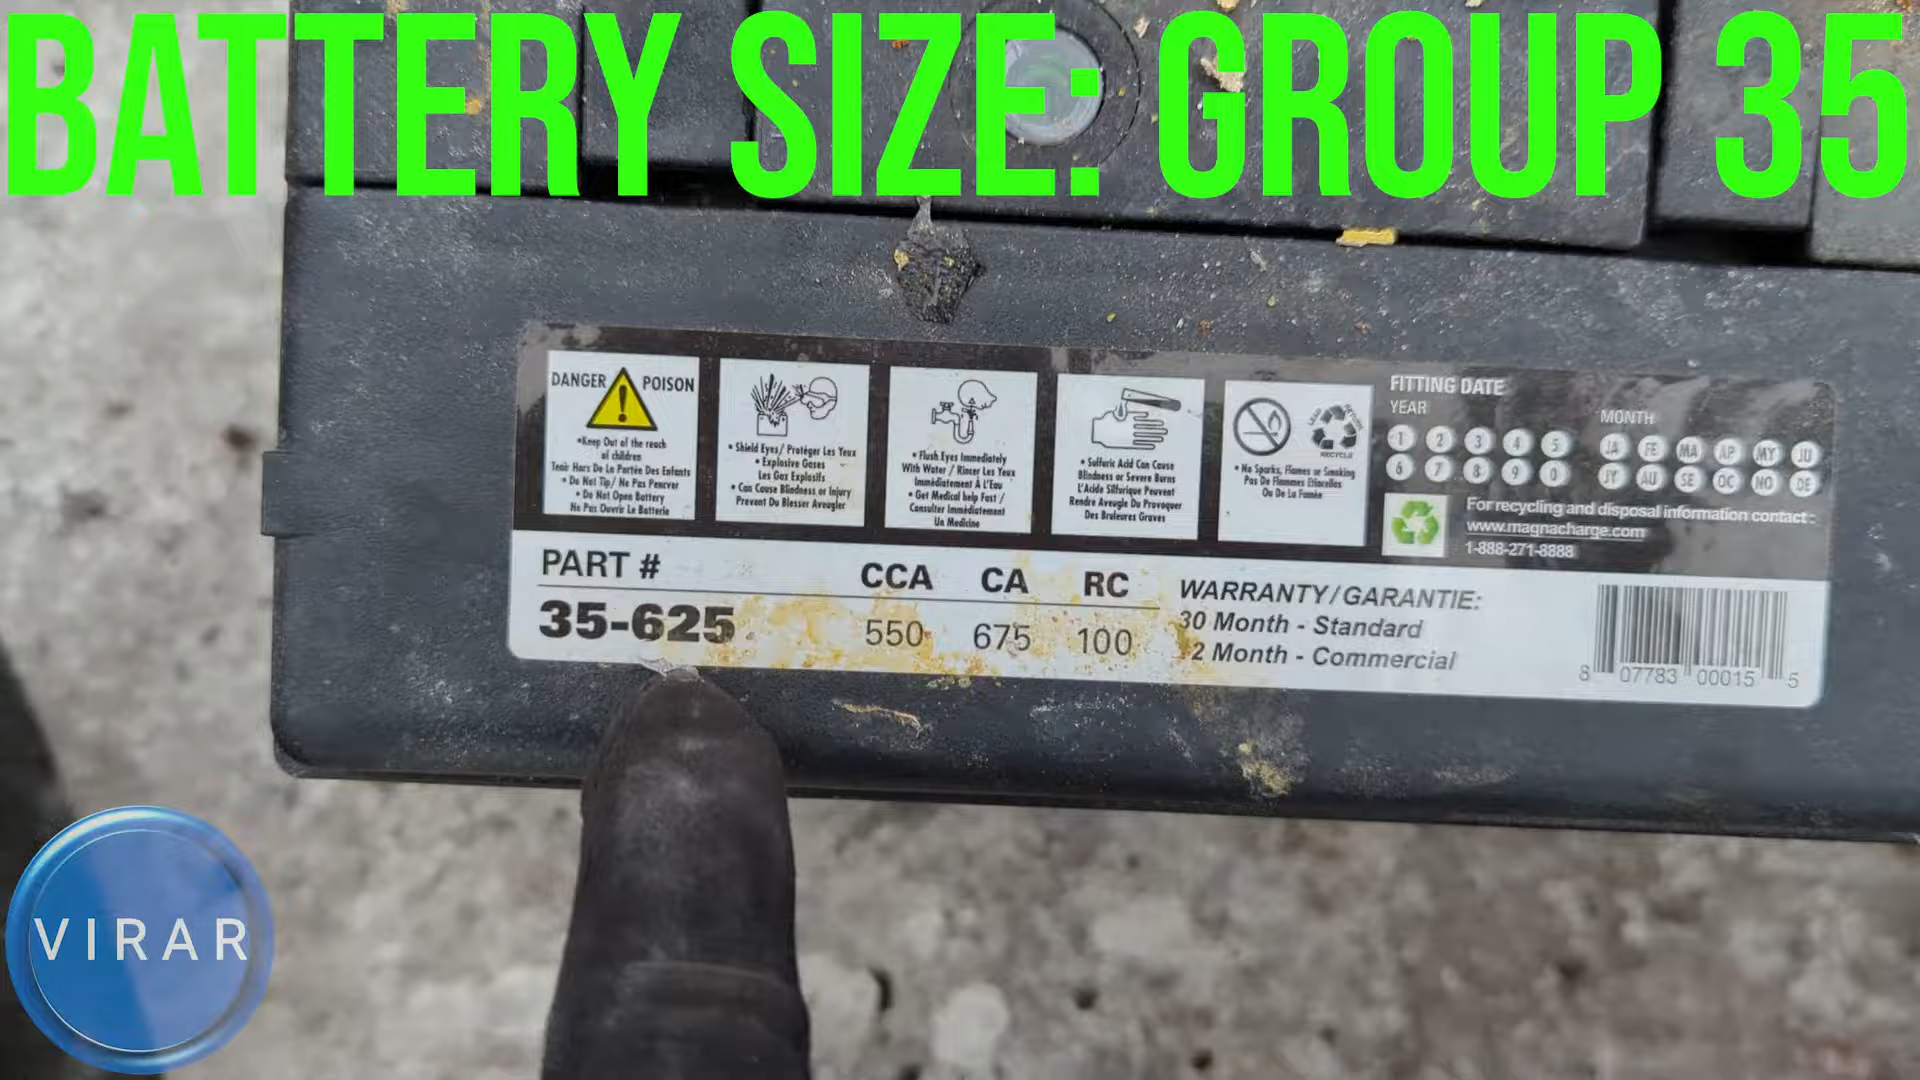 BATTERY SIZE: GROUP 35
DANGER POISON
•Keep Out of the reach
of children
Tenir Hors De La Portée Des Enfants
• Do Not Tip/ Ne Pas Pencver
• Do Not Open Battery
Ne Pas Ouvrir Le Batterie
• Shield Eyes/ Protéger Les Yeux
• Explosive Gases
Les Gaz Explosifs
• Can Cause Blindness or Injury
Prevent Du Blesser Aveugler
• Flush Eyes Immediately
With Water / Rincer Les Yeux
Immédiatement À L'Eau
• Get Medical help Fast /
Consulter Immédiatement
Un Medicine
• Sulfuric Acid Can Cause
Blindness or Severe Burns
L'Acide Silfurique Peuvent
Rendre Aveugle Du Provoquer
Des Bruleures Graves
RECYCLE
• No Sparks, Flames or Smoking
Pas De Flammes Etincelles
Ou De La Fumée
FITTING DATE
YEAR
1 2 3 4 5
6 7 8 9 0
MONTH
JA FE MA AP MY JU
JY AU SE OC NO DE
For recycling and disposal information contact :
www.magnacharge.com
1-888-271-8888
PART # CCA CA RC
35-625 550 675 100
WARRANTY/GARANTIE:
30 Month - Standard
2 Month - Commercial
8 07783 00015 5
VIRAR